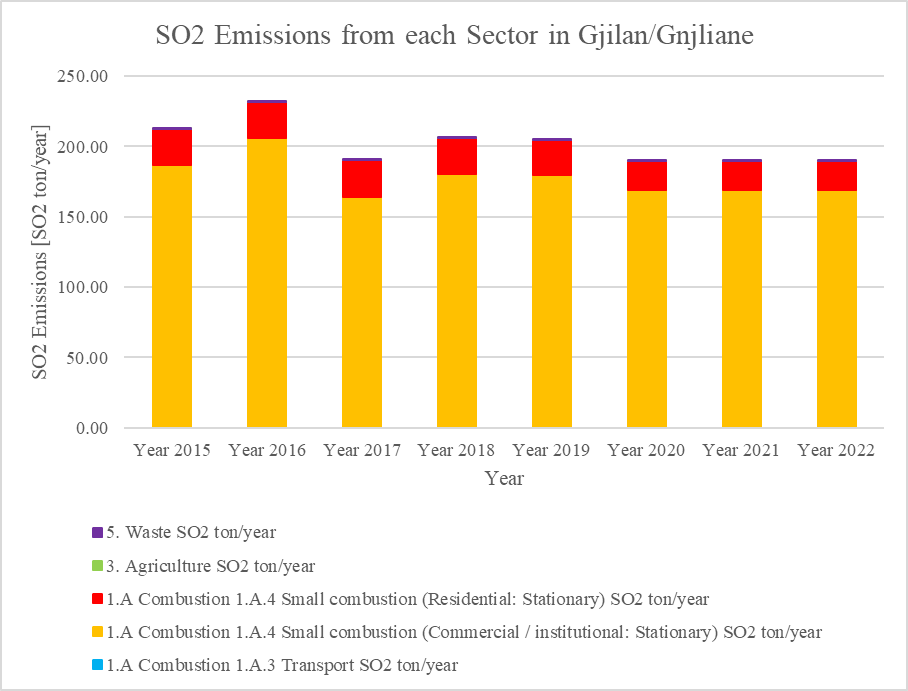 SO2 Emissions from each Sector in Gjilan/Gnjliane
SO2 Emissions [SO2 ton/year]
250.00
200.00
150.00
100.00
50.00
0.00
Year 2015 Year 2016 Year 2017 Year 2018 Year 2019 Year 2020 Year 2021 Year 2022
Year
5. Waste SO2 ton/year
3. Agriculture SO2 ton/year
1.A Combustion 1.A.4 Small combustion (Residential: Stationary) SO2 ton/year
1.A Combustion 1.A.4 Small combustion (Commercial / institutional: Stationary) SO2 ton/year
1.A Combustion 1.A.3 Transport SO2 ton/year